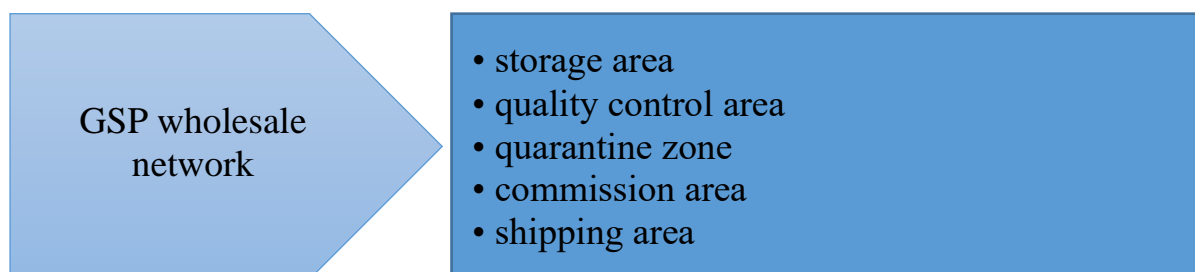 GSP wholesale
network
• storage area
• quality control area
• quarantine zone
• commission area
• shipping area